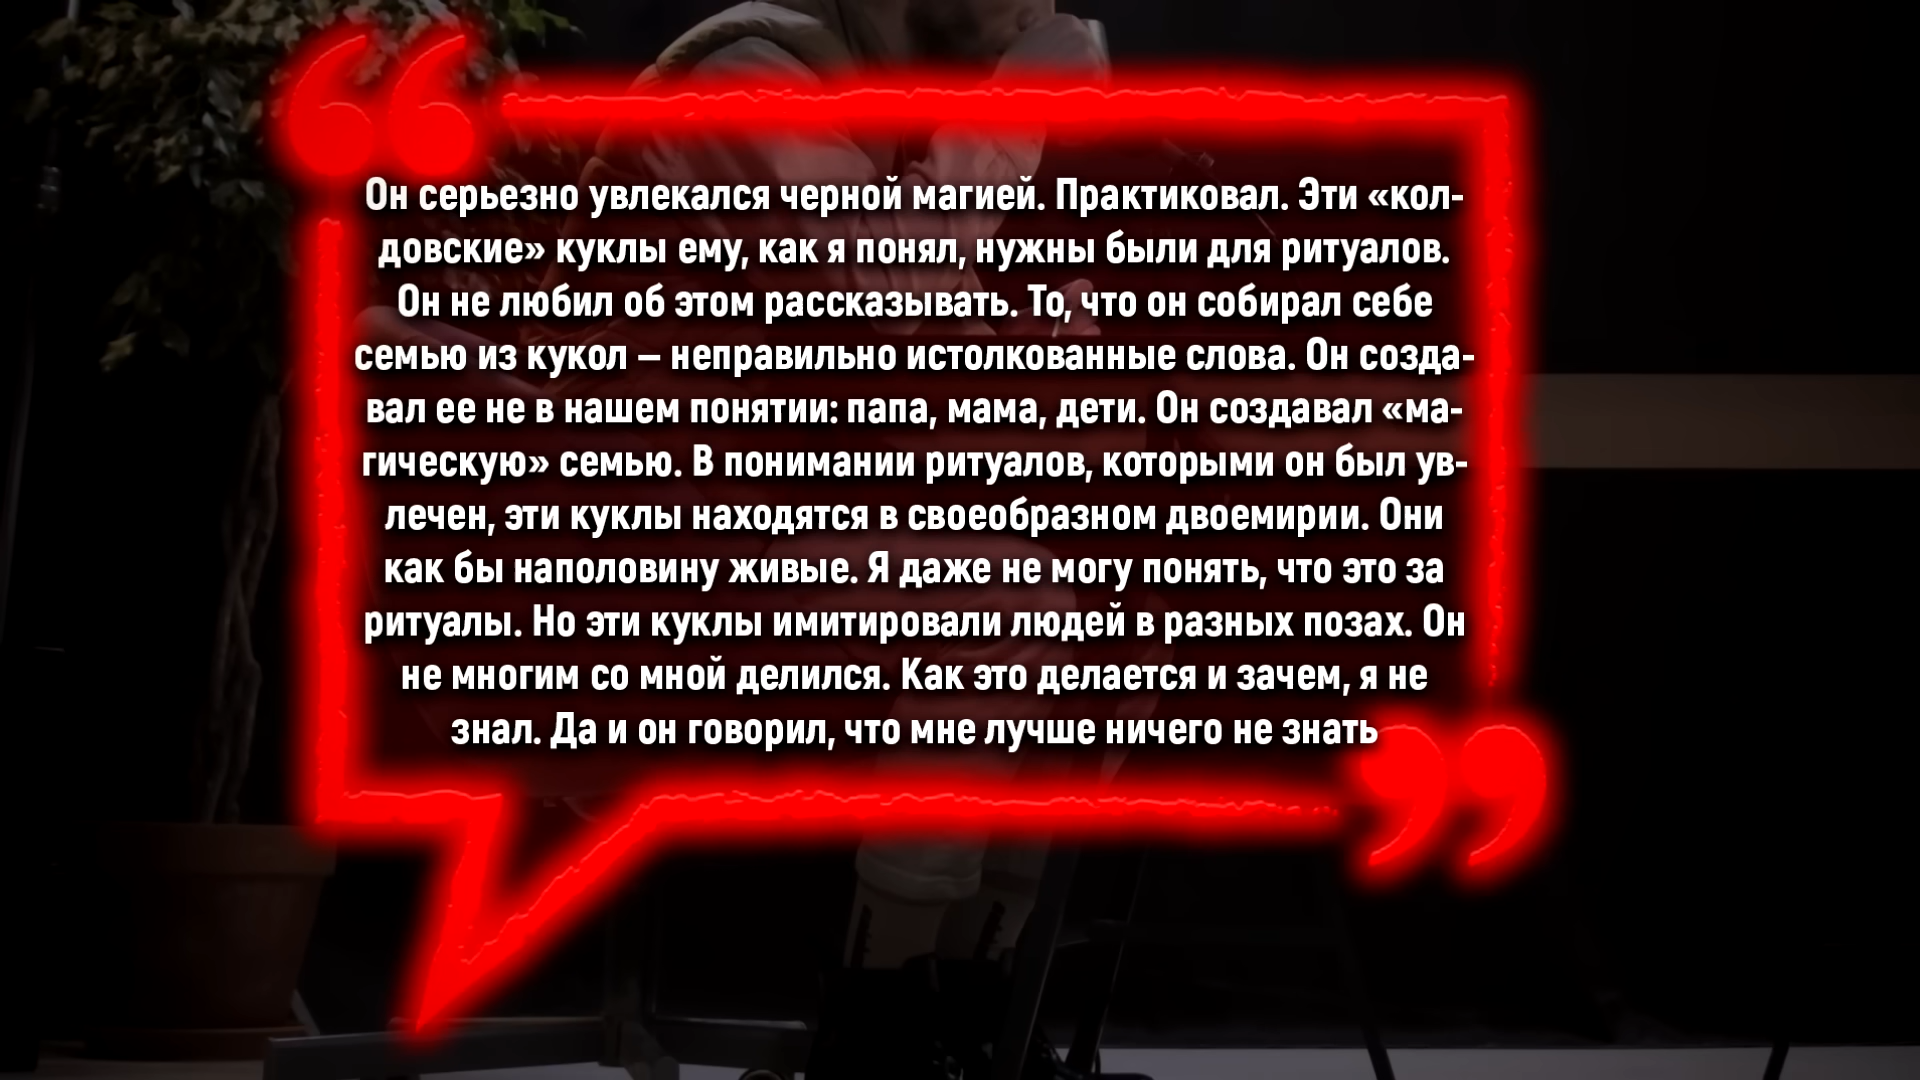 Он серьезно увлекался черной магией. Практиковал. Эти «кол-
довские» куклы ему, как я понял, нужны были для ритуалов.
Он не любил об этом рассказывать. То, что он собирал себе
семью из кукол – неправильно истолкованные слова. Он созда-
вал ее не в нашем понятии: папа, мама, дети. Он создавал «ма-
гическую» семью. В понимании ритуалов, которыми он был ув-
лечен, эти куклы находятся в своеобразном двоемирии. Они
как бы наполовину живые. Я даже не могу понять, что это за
ритуалы. Но эти куклы имитировали людей в разных позах. Он
не многим со мной делился. Как это делается и зачем, я не
знал. Да и он говорил, что мне лучше ничего не знать